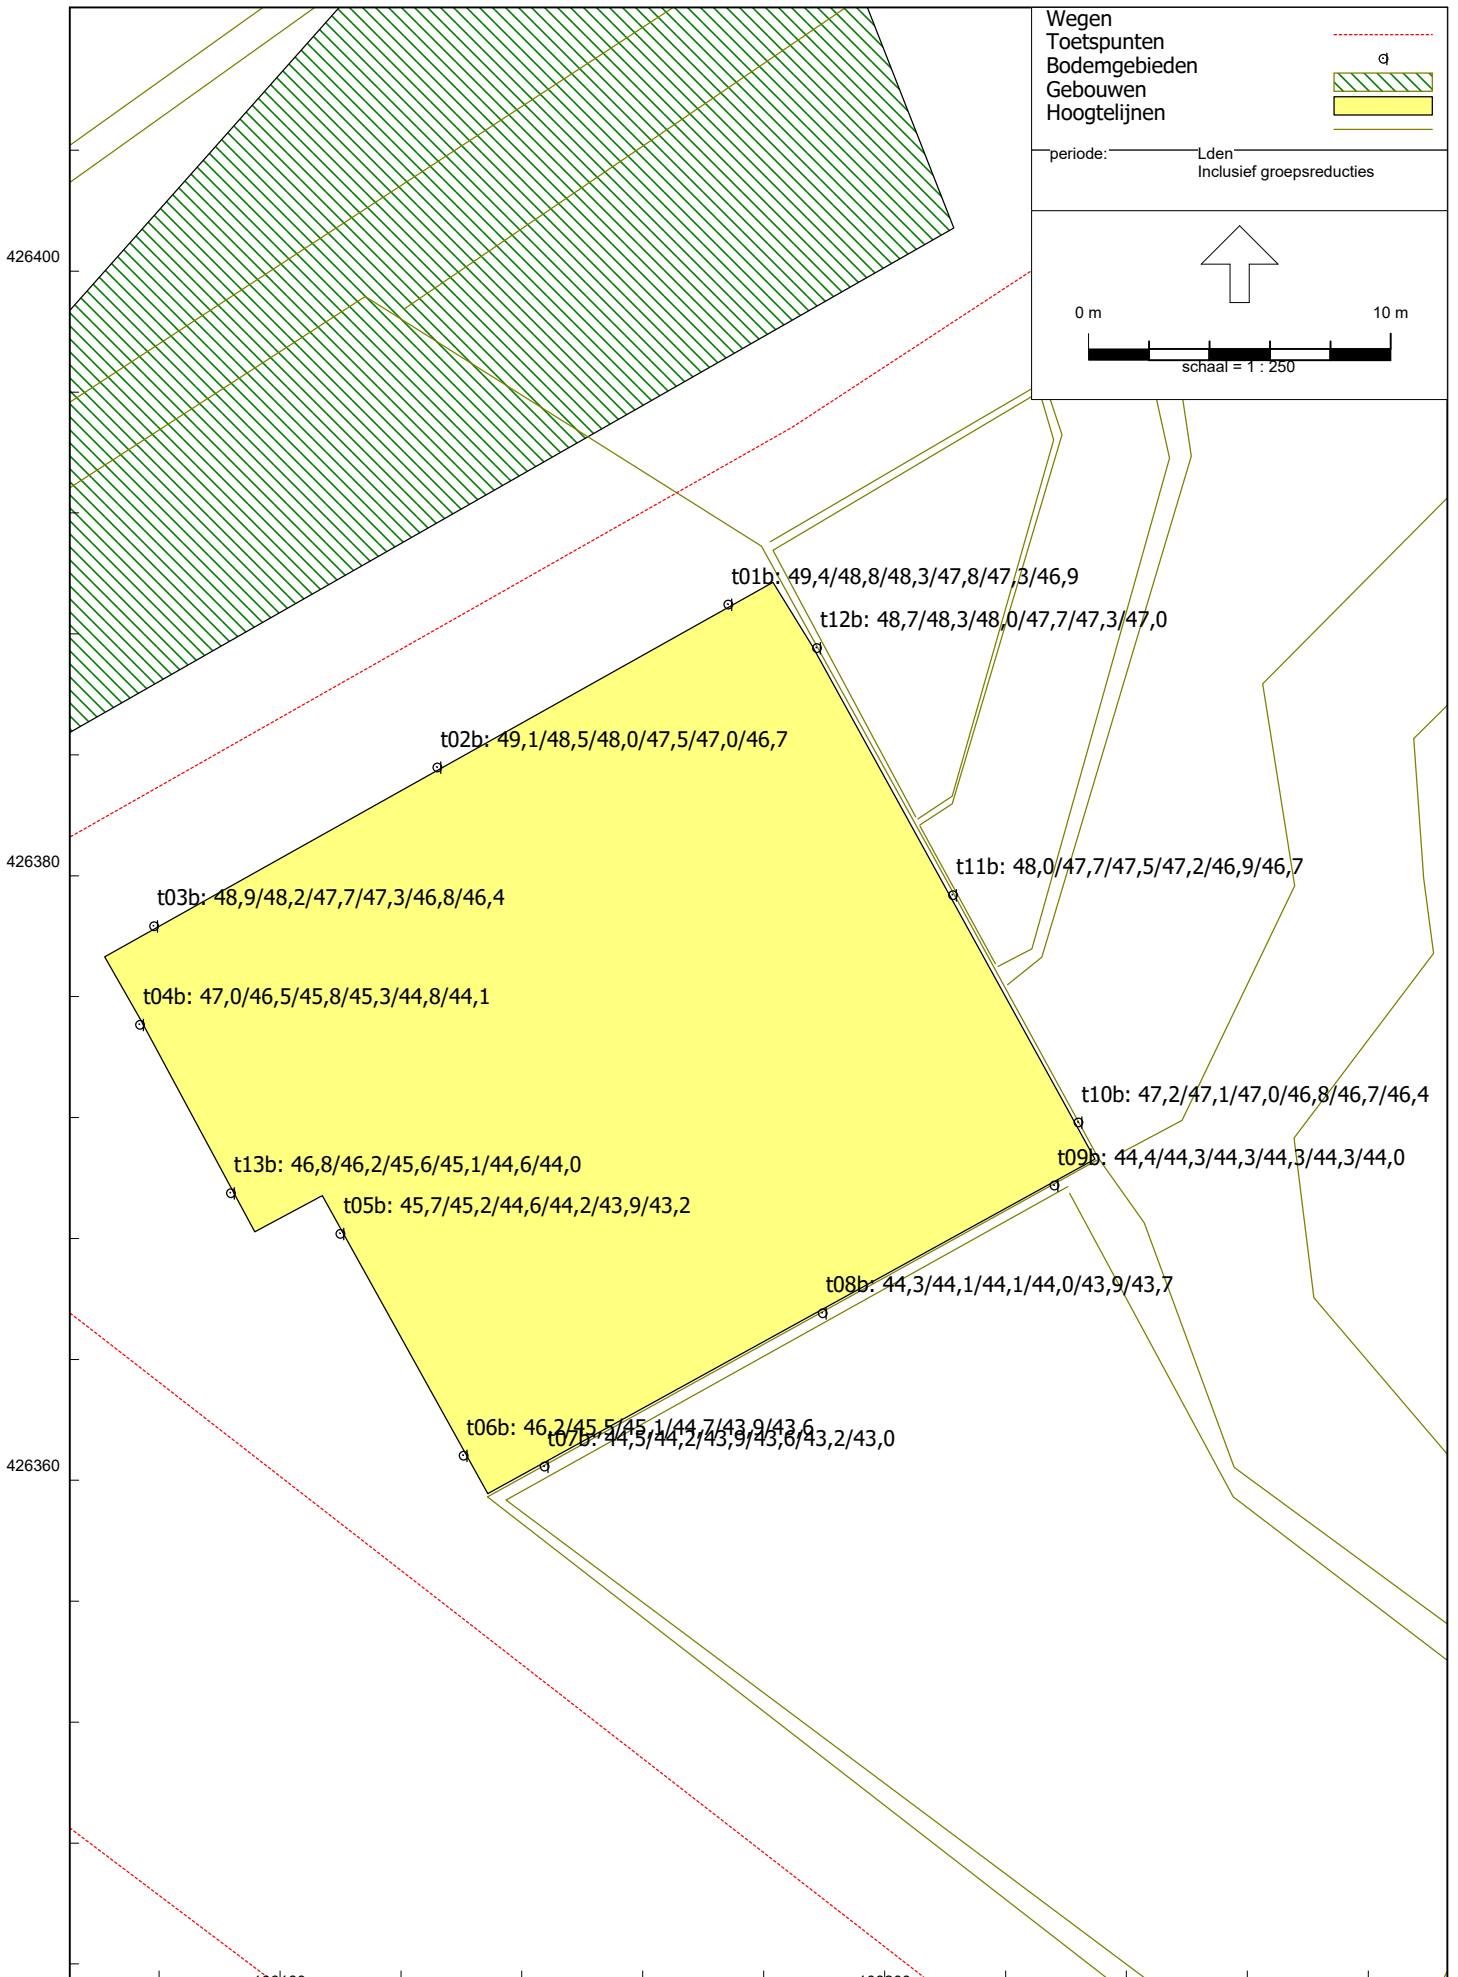 Wegen
Toetspunten
Bodemgebieden
Gebouwen
Hoogtelijnen
periode: Lden
Inclusief groepsreducties
426400
0 m 10 m
schaal = 1 : 250
t01b: 49,4/48,8/48,3/47,8/47,3/46,9
t12b: 48,7/48,3/48,0/47,7/47,3/47,0
t02b: 49,1/48,5/48,0/47,5/47,0/46,7
426380
t11b: 48,0/47,7/47,5/47,2/46,9/46,7
t03b: 48,9/48,2/47,7/47,3/46,8/46,4
t04b: 47,0/46,5/45,8/45,3/44,8/44,1
t10b: 47,2/47,1/47,0/46,8/46,7/46,4
t09b: 44,4/44,3/44,3/44,3/44,3/44,0
t13b: 46,8/46,2/45,6/45,1/44,6/44,0
t05b: 45,7/45,2/44,6/44,2/43,9/43,2
t08b: 44,3/44,1/44,1/44,0/43,9/43,7
t06b: 46,2/45,5/45,1/44,7/43,9/43,6
t07b: 44,5/44,2/43,9/43,6/43,2/43,0
426360